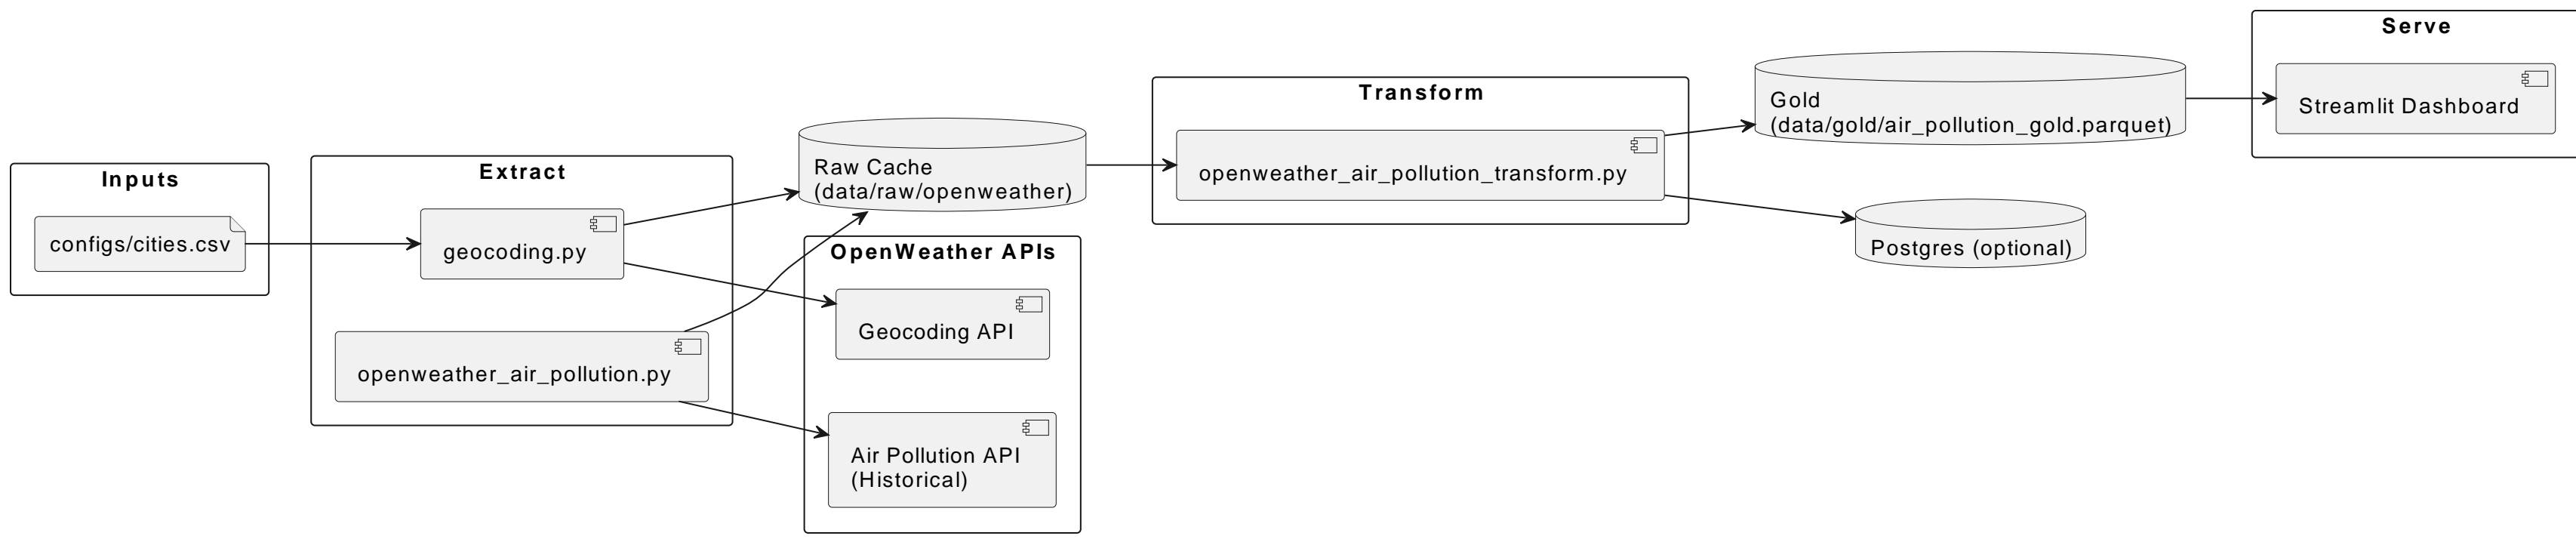 Inputs
configs/cities.csv
Extract
geocoding.py
openweather_air_pollution.py
Raw Cache
(data/raw/openweather)
OpenWeather APIs
Geocoding API
Air Pollution API
(Historical)
Transform
openweather_air_pollution_transform.py
Gold
(data/gold/air_pollution_gold.parquet)
Postgres (optional)
Serve
Streamlit Dashboard